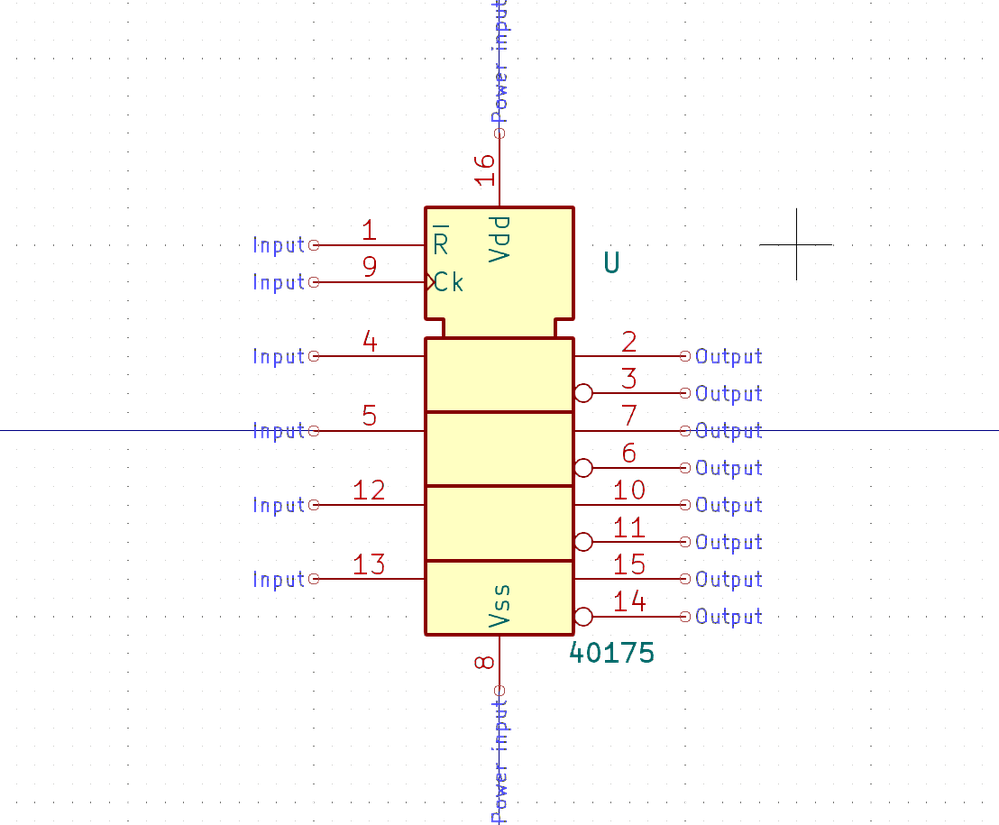 Power input
16
Vdd
Input 1 R̅
Input 9 Ck
U
Input 4 2 Output
3 Output
Input 5 7 Output
6 Output
Input 12 10 Output
11 Output
Input 13 15 Output
14 Output
Vss
40175
8
Power input